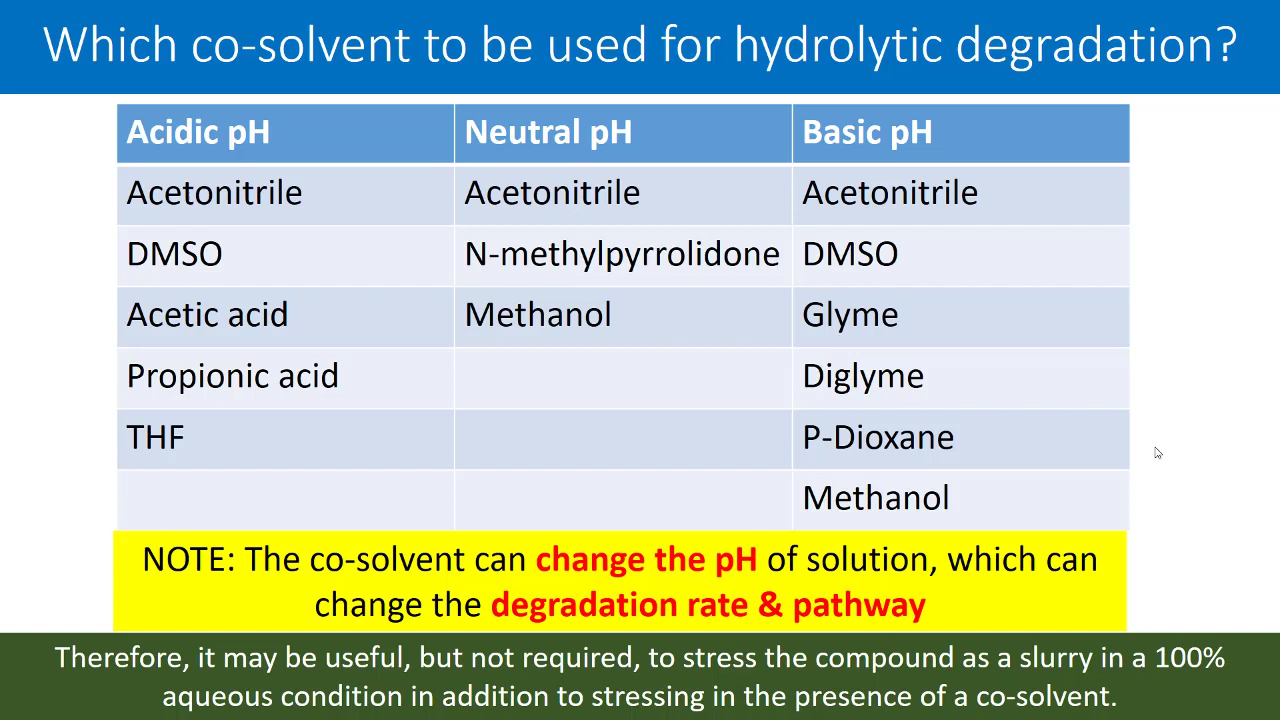 Which co-solvent to be used for hydrolytic degradation?
Acidic pH Neutral pH Basic pH
Acetonitrile Acetonitrile Acetonitrile
DMSO N-methylpyrrolidone DMSO
Acetic acid Methanol Glyme
Propionic acid Diglyme
THF P-Dioxane
Methanol
NOTE: The co-solvent can change the pH of solution, which can
change the degradation rate & pathway
Therefore, it may be useful, but not required, to stress the compound as a slurry in a 100%
aqueous condition in addition to stressing in the presence of a co-solvent.